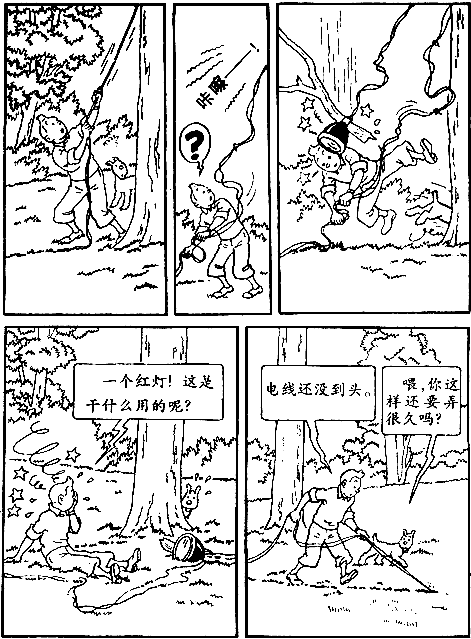 咔嚓！
?
一个红灯！这是
干什么用的呢？
电线还没到头。
喂，你这
样还要弄
很久吗？